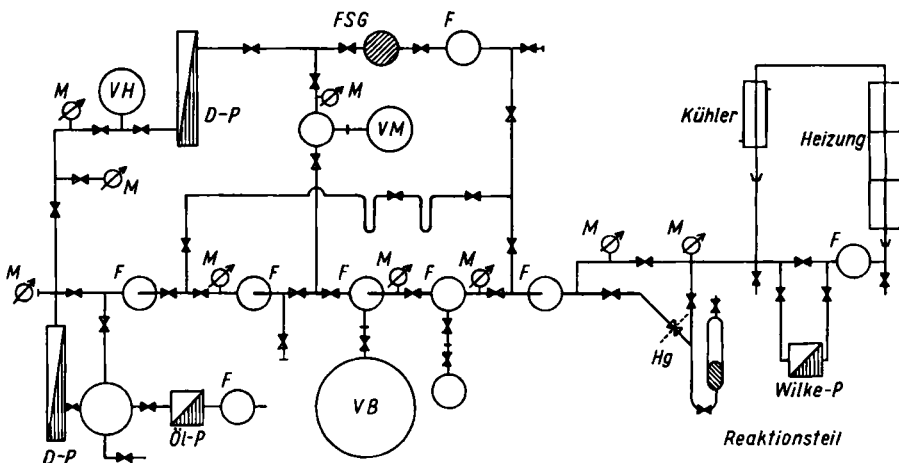 FSG
F
M
VH
D-P
M
VM
M
Kühler
Heizung
M
F
M
F
F
M
F
M
F
M
M
F
VB
Hg
Wilke-P
F
Öl-P
D-P
Reaktionsteil